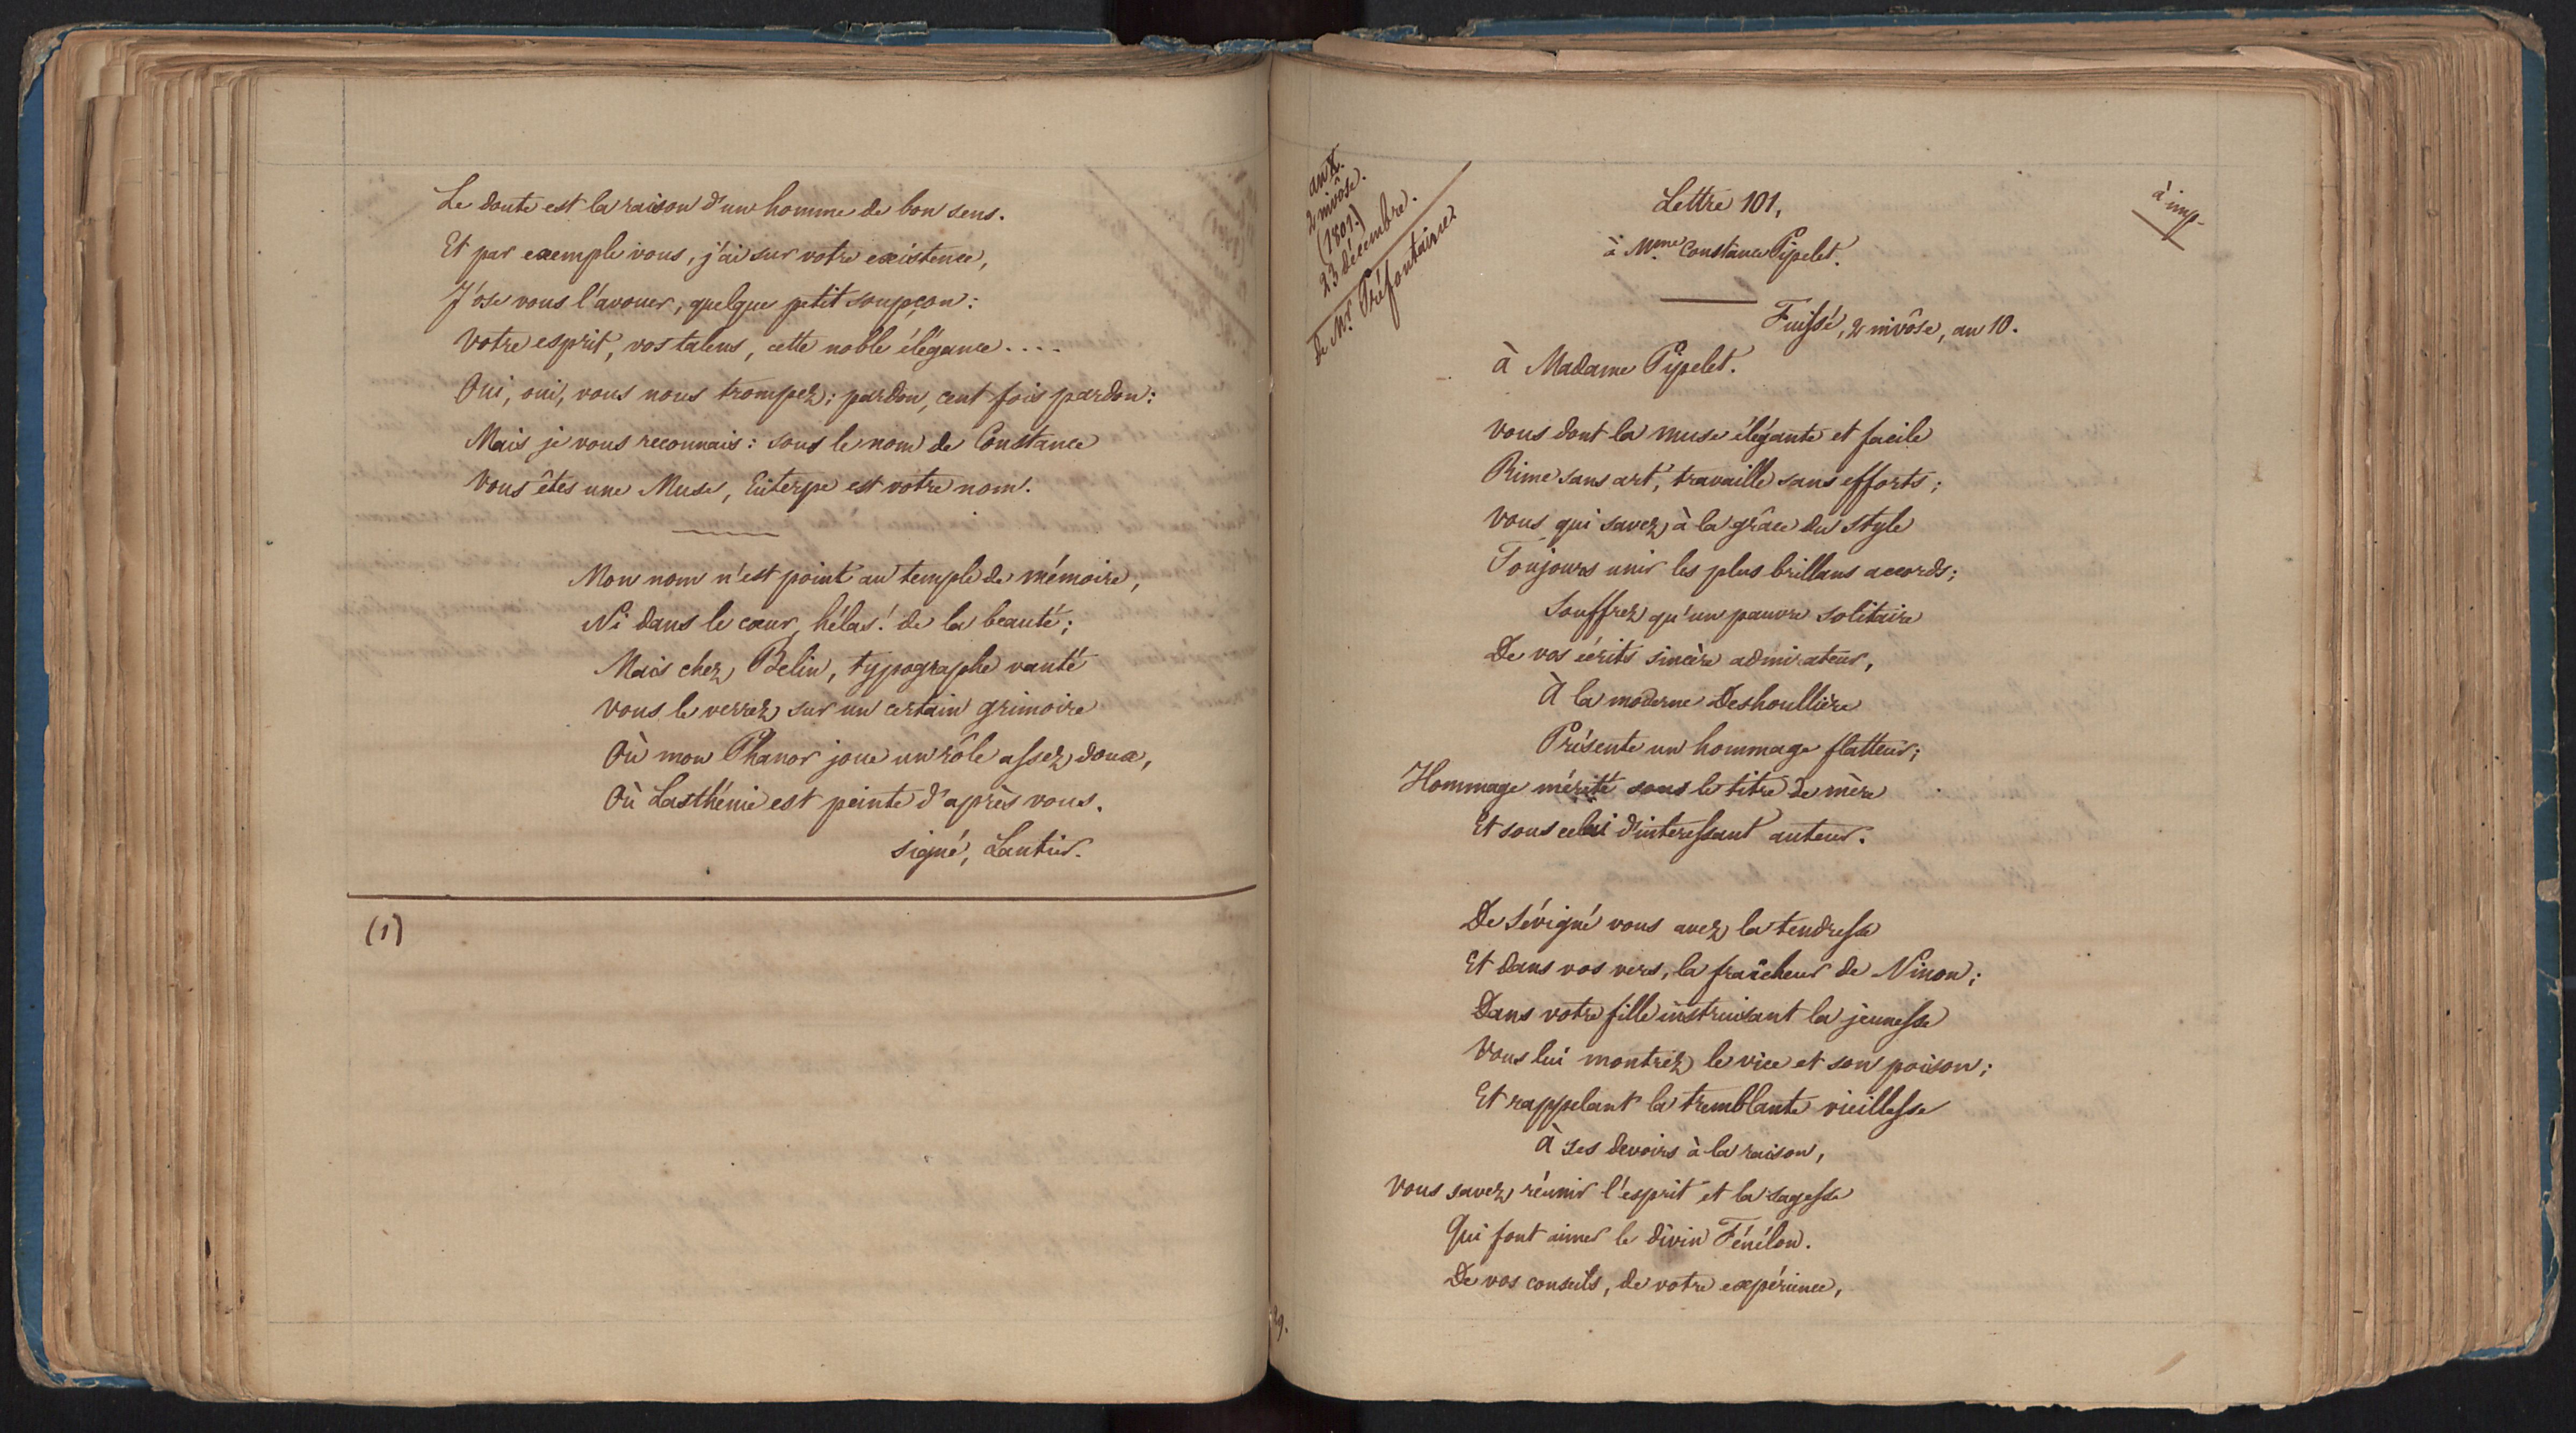 Le doute est la raison d'un homme de bon sens.
Et par exemple vous, j'ai sur votre existence,
J'ose vous l'avouer, quelque petit soupçon:
Votre esprit, vos talens, cette noble élégance....
Oui, oui, vous nous trompez; pardon, cent fois pardon:
Mais je vous reconnais: sous le nom de Constance
Vous êtes une Muse, Euterpe est votre nom.
Mon nom n'est point au temple de mémoire,
Ni dans le cœur, hélas! de la beauté;
Mais chez Belin, typographe vanté
Vous le verrez sur un certain grimoire
Où mon Phanor joue un rôle assez doux,
Où Lasthénie est peinte d'après vous.
signé, Lantier.
(1)
an X.
2 nivôse.
(1801.)
23 décembre.
de Mr. Préfontaine
Lettre 101,
à imp.
à Mme. Constance Pipelet.
Fuissé, 2 nivôse, an 10.
à Madame Pipelet.
Vous dont la muse élégante et facile
Rime sans art, travaille sans efforts;
Vous qui savez à la grâce du style
Toujours unir les plus brillans accords;
Souffrez qu'un pauvre solitaire
De vos écrits sincère admirateur,
À la moderne Deshoullière
Présente un hommage flatteur;
Hommage mérité sous le titre de mère
Et sous celui d'interessant auteur.
De Sévigné vous avez la tendresse
Et dans vos vers, la fraîcheur de Ninon;
Dans votre fille instruisant la jeunesse
Vous lui montrez le vice et son poison;
Et rappelant la tremblante vieillesse
À ses devoirs à la raison,
Vous savez réunir l'esprit et la sagesse
Qui font aimer le divin Fénélon.
De vos conseils, de votre expérience,